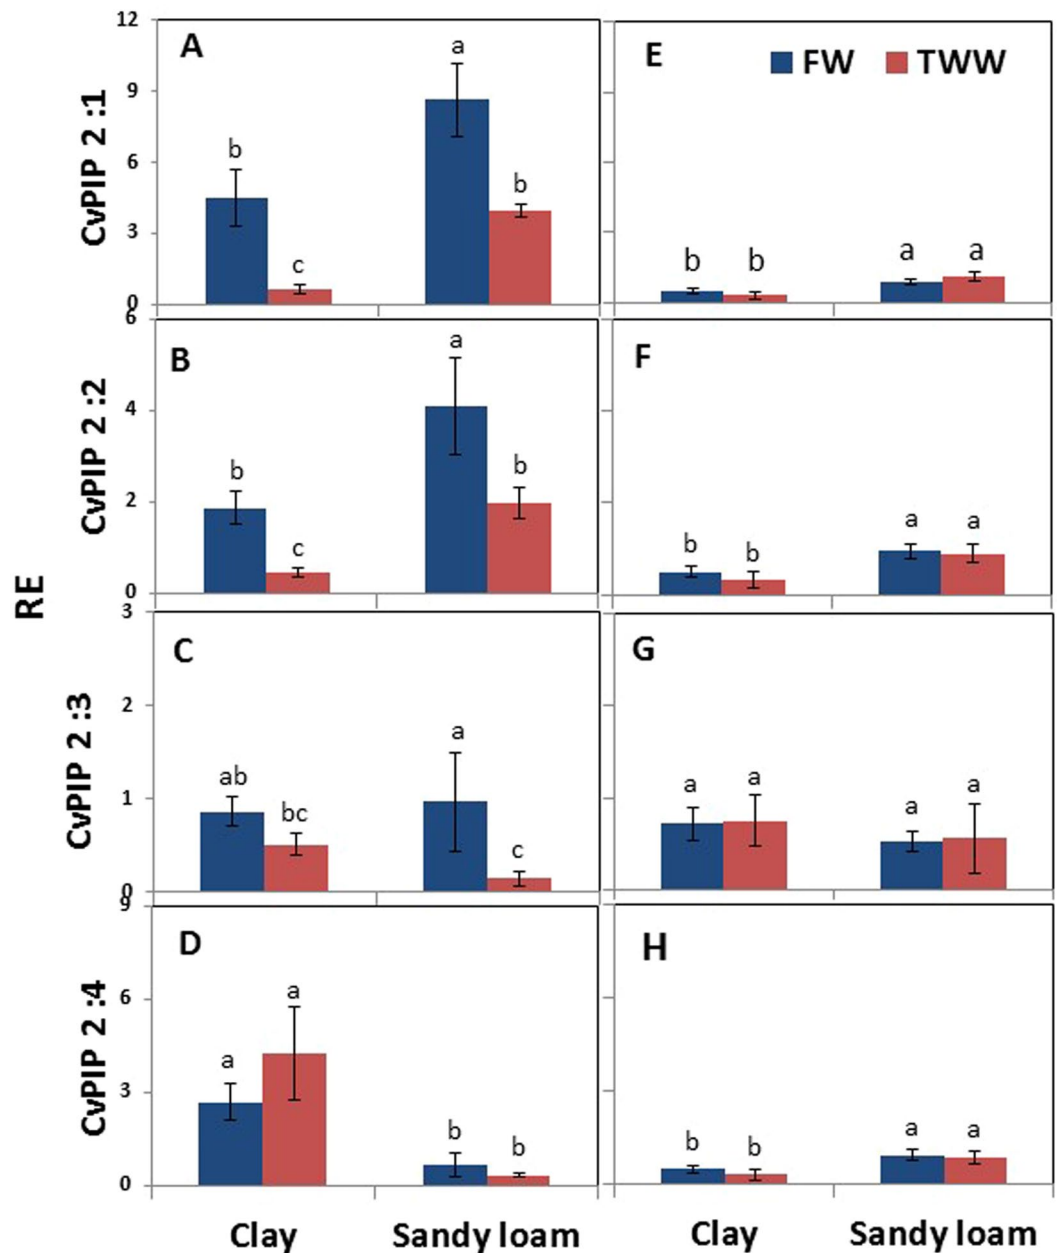 RE
CvPIP 2 :1
12
9
6
3
0
A
b
c
a
b
E
FW TWW
b b a a
CvPIP 2 :2
6
4
2
0
B
b
c
a
b
F
b b a a
CvPIP 2 :3
3
2
1
0
C
ab
bc
a
c
G
a a a a
CvPIP 2 :4
9
6
3
0
D
a
a
b
b
H
b b a a
Clay Sandy loam Clay Sandy loam